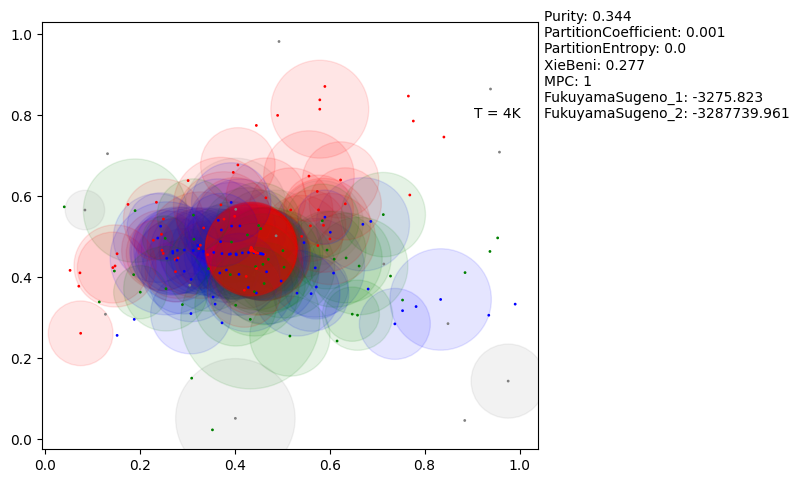 Purity: 0.344
PartitionCoefficient: 0.001
PartitionEntropy: 0.0
XieBeni: 0.277
MPC: 1
FukuyamaSugeno_1: -3275.823
FukuyamaSugeno_2: -3287739.961
T = 4K
1.0
0.8
0.6
0.4
0.2
0.0
0.0 0.2 0.4 0.6 0.8 1.0